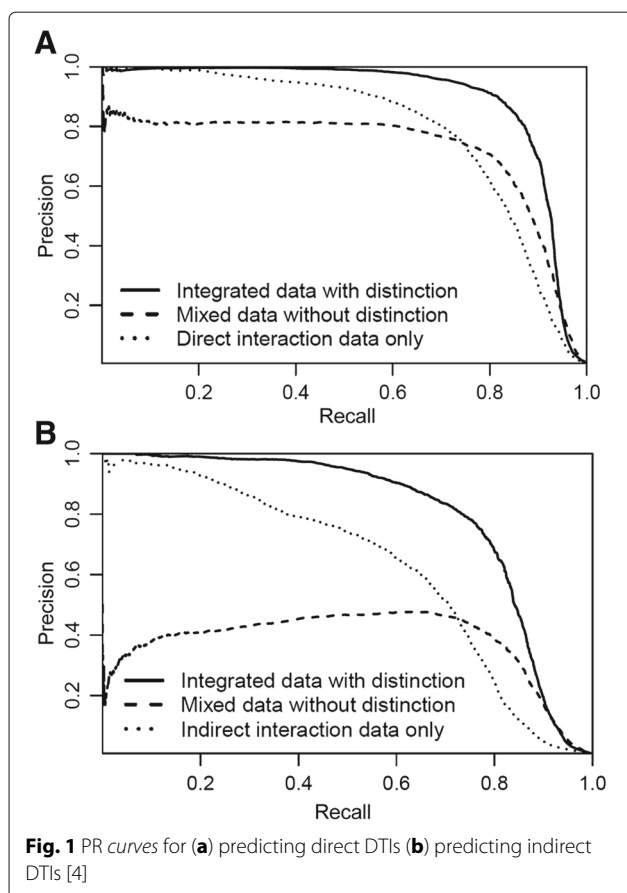 A
Precision
1.0
0.8
0.6
0.4
0.2
Integrated data with distinction
Mixed data without distinction
Direct interaction data only
0.2 0.4 0.6 0.8 1.0
Recall
B
Precision
1.0
0.8
0.6
0.4
0.2
Integrated data with distinction
Mixed data without distinction
Indirect interaction data only
0.2 0.4 0.6 0.8 1.0
Recall
Fig. 1 PR curves for (a) predicting direct DTIs (b) predicting indirect
DTIs [4]